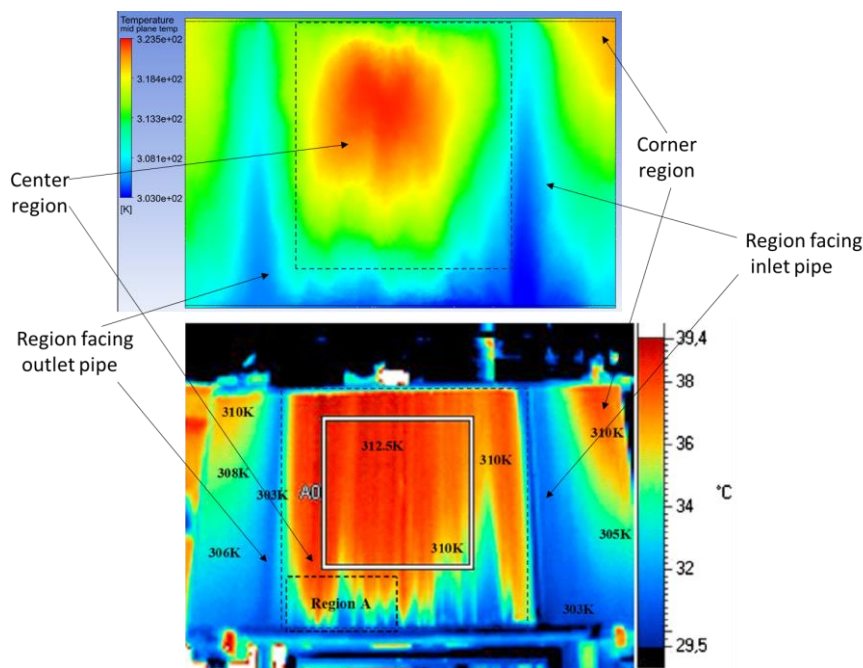 Temperature
mid plane temp
3.235e+02
3.184e+02
3.133e+02
3.081e+02
3.030e+02
[K]
Center
region
Corner
region
Region facing
inlet pipe
Region facing
outlet pipe
310K
308K
303K
306K
A0
312.5K
310K
310K
Region A
310K
305K
303K
39,4
38
36
34
32
29,5
°C